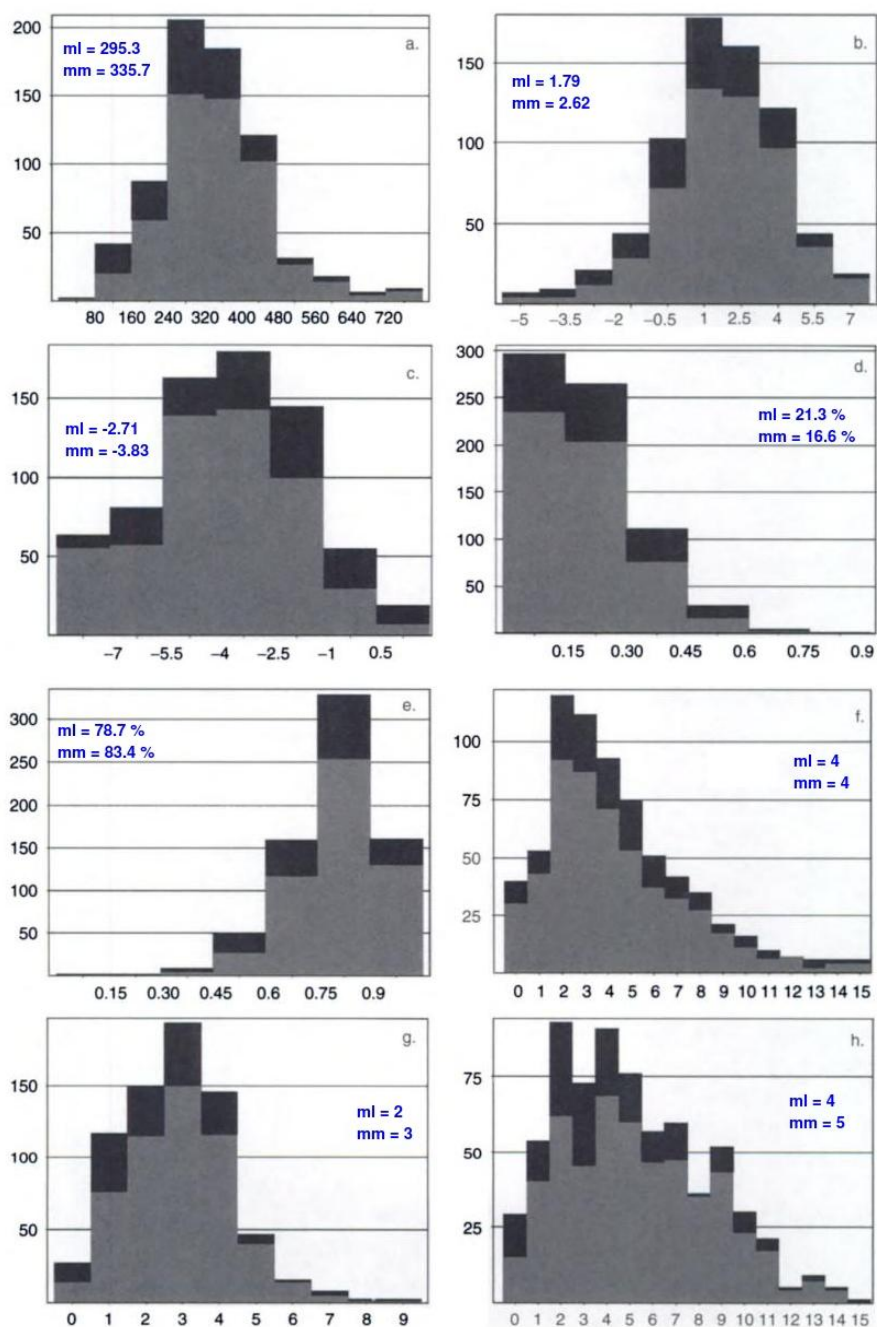 200
150
100
50
ml = 295.3
mm = 335.7
a.
80 160 240 320 400 480 560 640 720
150
100
50
ml = 1.79
mm = 2.62
b.
−5 −3.5 −2 −0.5 1 2.5 4 5.5 7
150
100
50
ml = -2.71
mm = -3.83
c.
−7 −5.5 −4 −2.5 −1 0.5
300
250
200
150
100
50
ml = 21.3 %
mm = 16.6 %
d.
0.15 0.30 0.45 0.6 0.75 0.9
300
250
200
150
100
50
ml = 78.7 %
mm = 83.4 %
e.
0.15 0.30 0.45 0.6 0.75 0.9
100
75
50
25
ml = 4
mm = 4
f.
0 1 2 3 4 5 6 7 8 9 10 11 12 13 14 15
150
100
50
ml = 2
mm = 3
g.
0 1 2 3 4 5 6 7 8 9
75
50
25
ml = 4
mm = 5
h.
0 1 2 3 4 5 6 7 8 9 10 11 12 13 14 15